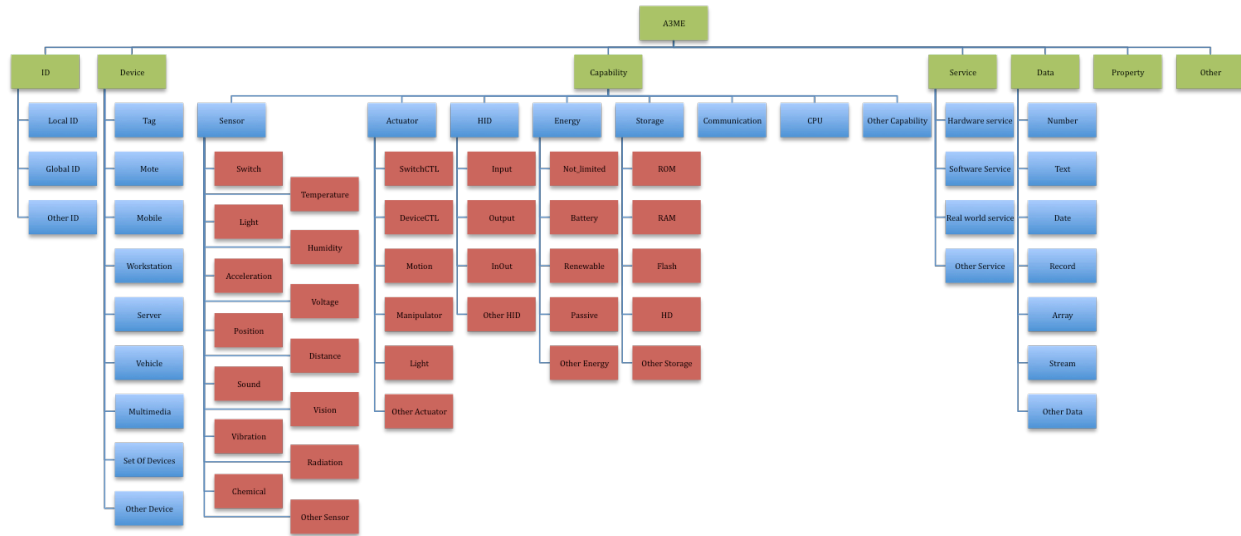 A3ME
ID
Device
Capability
Service
Data
Property
Other
Local ID
Global ID
Other ID
Tag
Mote
Mobile
Workstation
Server
Vehicle
Multimedia
Set Of Devices
Other Device
Sensor
Switch
Temperature
Light
Humidity
Acceleration
Voltage
Position
Distance
Sound
Vision
Vibration
Radiation
Chemical
Other Sensor
Actuator
SwitchCTL
DeviceCTL
Motion
Manipulator
Light
Other Actuator
HID
Input
Output
InOut
Other HID
Energy
Not_limited
Battery
Renewable
Passive
Other Energy
Storage
ROM
RAM
Flash
HD
Other Storage
Communication
CPU
Other Capability
Hardware service
Software Service
Real world service
Other Service
Number
Text
Date
Record
Array
Stream
Other Data